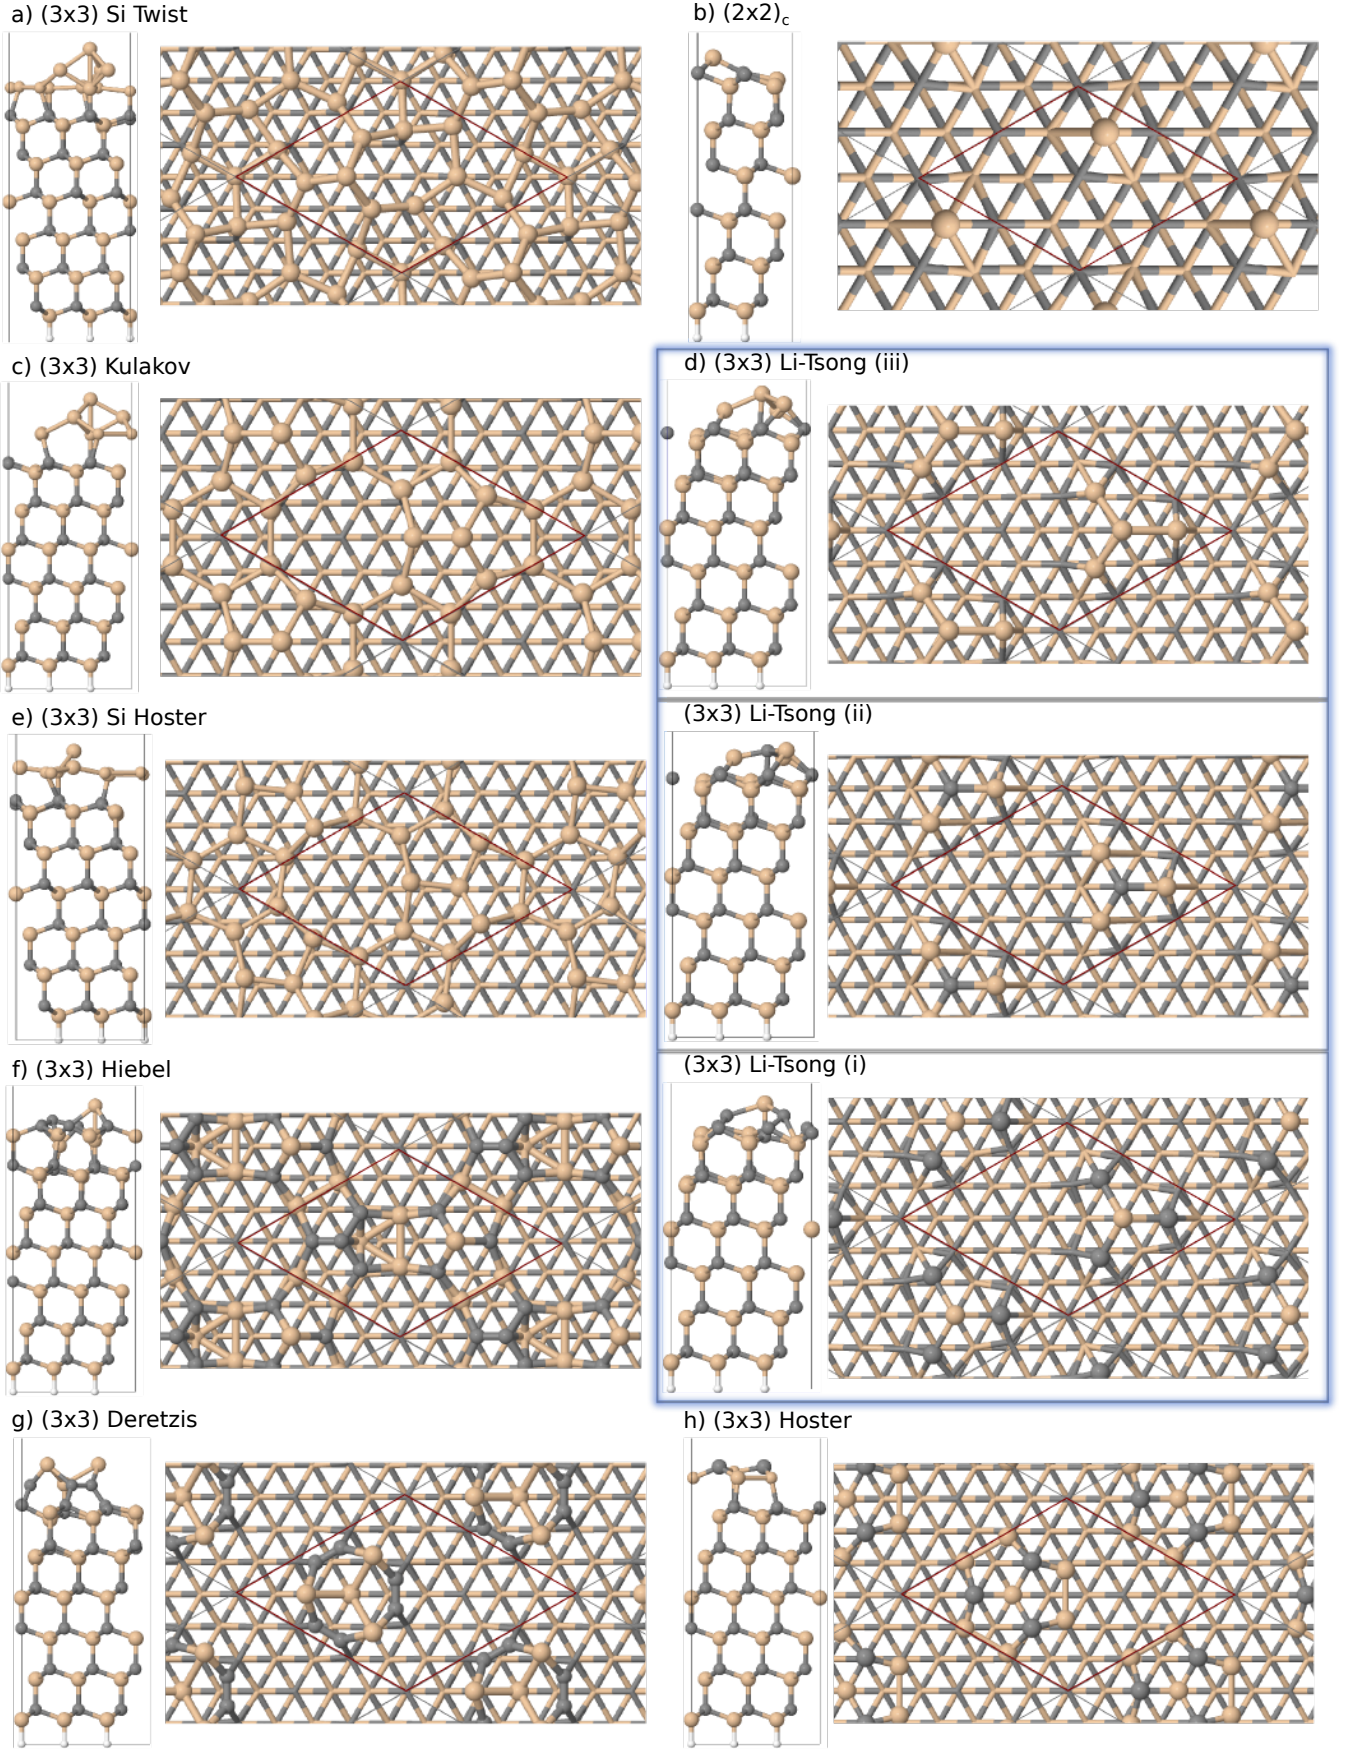 a) (3x3) Si Twist
b) (2x2)c
c) (3x3) Kulakov
d) (3x3) Li-Tsong (iii)
e) (3x3) Si Hoster
(3x3) Li-Tsong (ii)
f) (3x3) Hiebel
(3x3) Li-Tsong (i)
g) (3x3) Deretzis
h) (3x3) Hoster